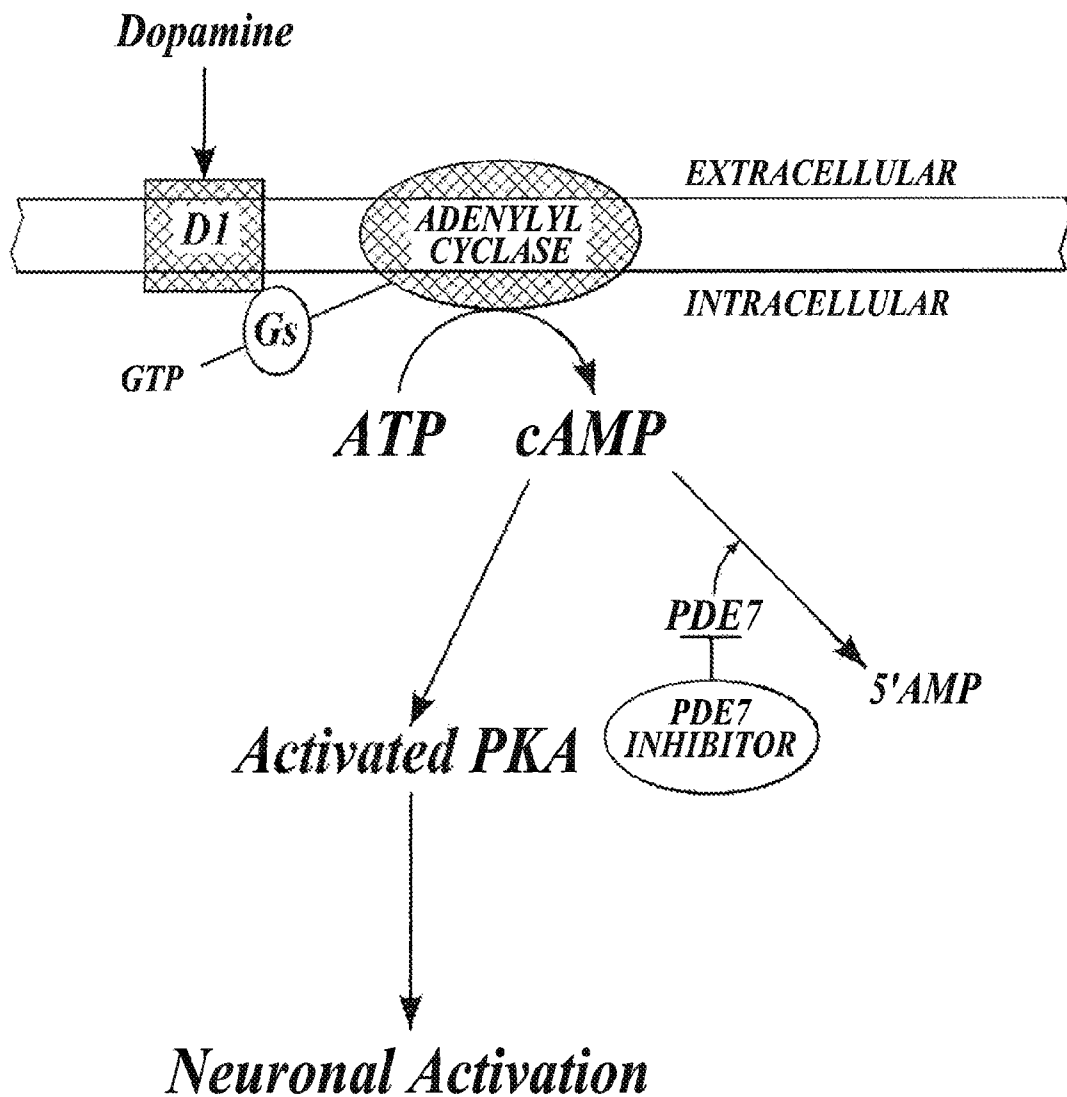 Dopamine
EXTRACELLULAR
D1
ADENYLYL
CYCLASE
INTRACELLULAR
Gs
GTP
ATP
cAMP
PDE7
5'AMP
PDE7
INHIBITOR
Activated PKA
Neuronal Activation